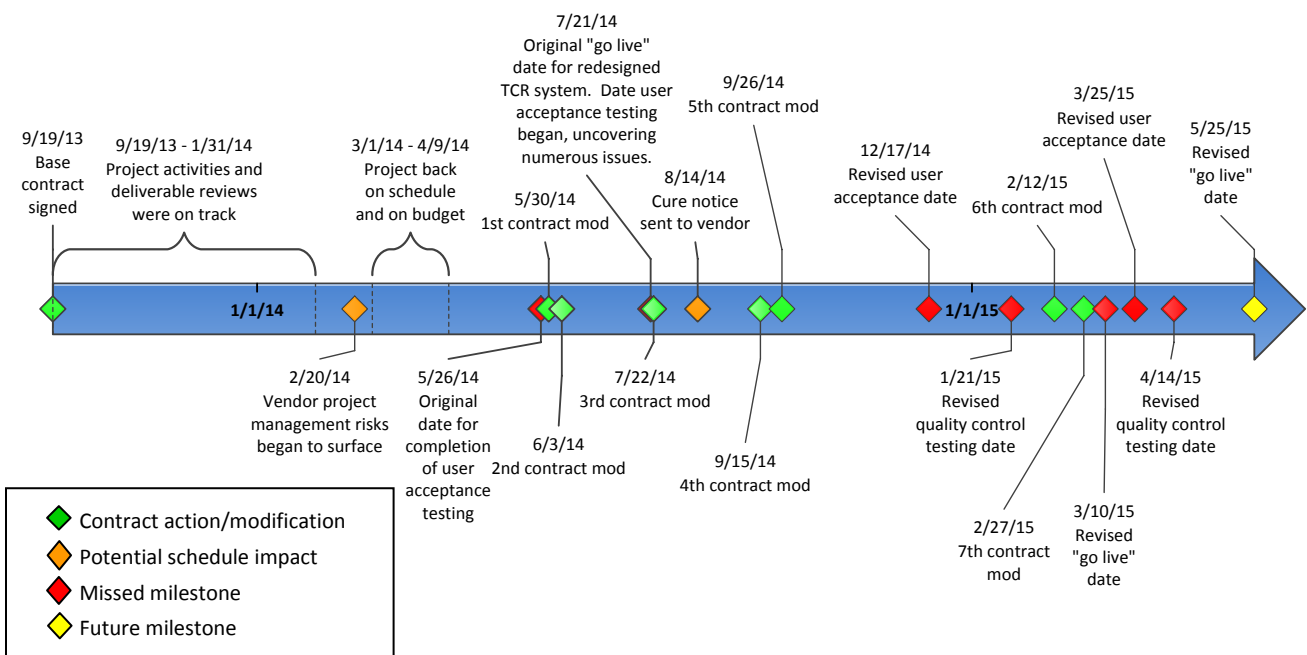 9/19/13
Base
contract
signed
9/19/13 - 1/31/14
Project activities and
deliverable reviews
were on track
3/1/14 - 4/9/14
Project back
on schedule
and on budget
7/21/14
Original "go live"
date for redesigned
TCR system.  Date user
acceptance testing
began, uncovering
numerous issues.
5/30/14
1st contract mod
8/14/14
Cure notice
sent to vendor
9/26/14
5th contract mod
12/17/14
Revised user
acceptance date
2/12/15
6th contract mod
3/25/15
Revised user
acceptance date
5/25/15
Revised
"go live"
date
1/1/14
1/1/15
2/20/14
Vendor project
management risks
began to surface
5/26/14
Original
date for
completion
of user
acceptance
testing
6/3/14
2nd contract mod
7/22/14
3rd contract mod
9/15/14
4th contract mod
1/21/15
Revised
quality control
testing date
2/27/15
7th contract
mod
3/10/15
Revised
"go live"
date
4/14/15
Revised
quality control
testing date
Contract action/modification
Potential schedule impact
Missed milestone
Future milestone